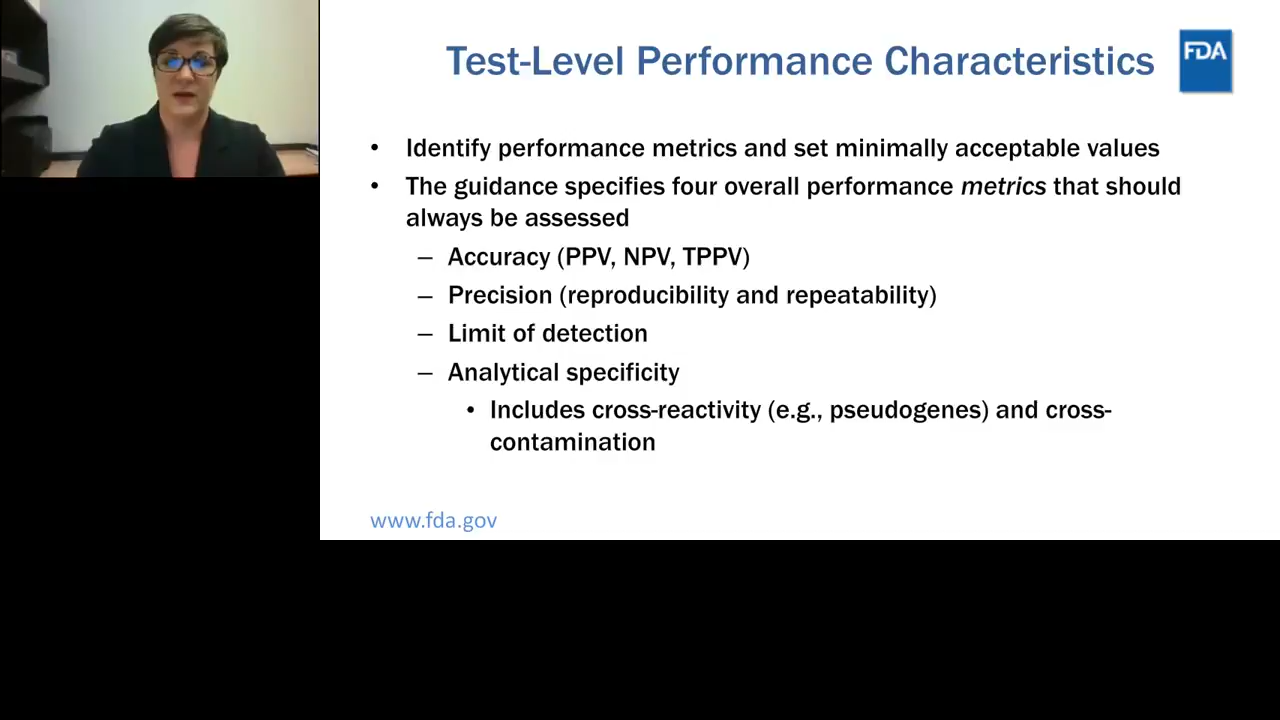 Test-Level Performance Characteristics
FDA
• Identify performance metrics and set minimally acceptable values
• The guidance specifies four overall performance metrics that should
always be assessed
– Accuracy (PPV, NPV, TPPV)
– Precision (reproducibility and repeatability)
– Limit of detection
– Analytical specificity
• Includes cross-reactivity (e.g., pseudogenes) and cross-
contamination
www.fda.gov